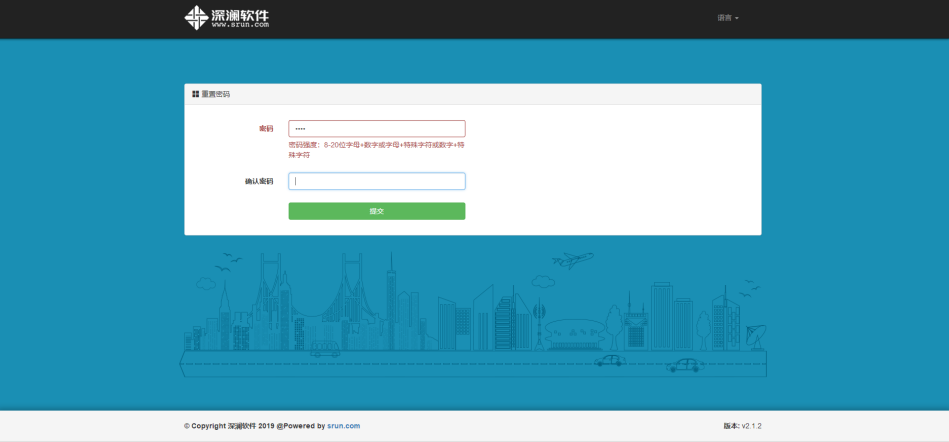 深澜软件
www.srun.com
语言
重置密码
密码
密码强度：8-20位字母+数字或字母+特殊字符或数字+特
殊字符
确认密码
提交
© Copyright 深澜软件 2019 @Powered by srun.com
版本: v2.1.2